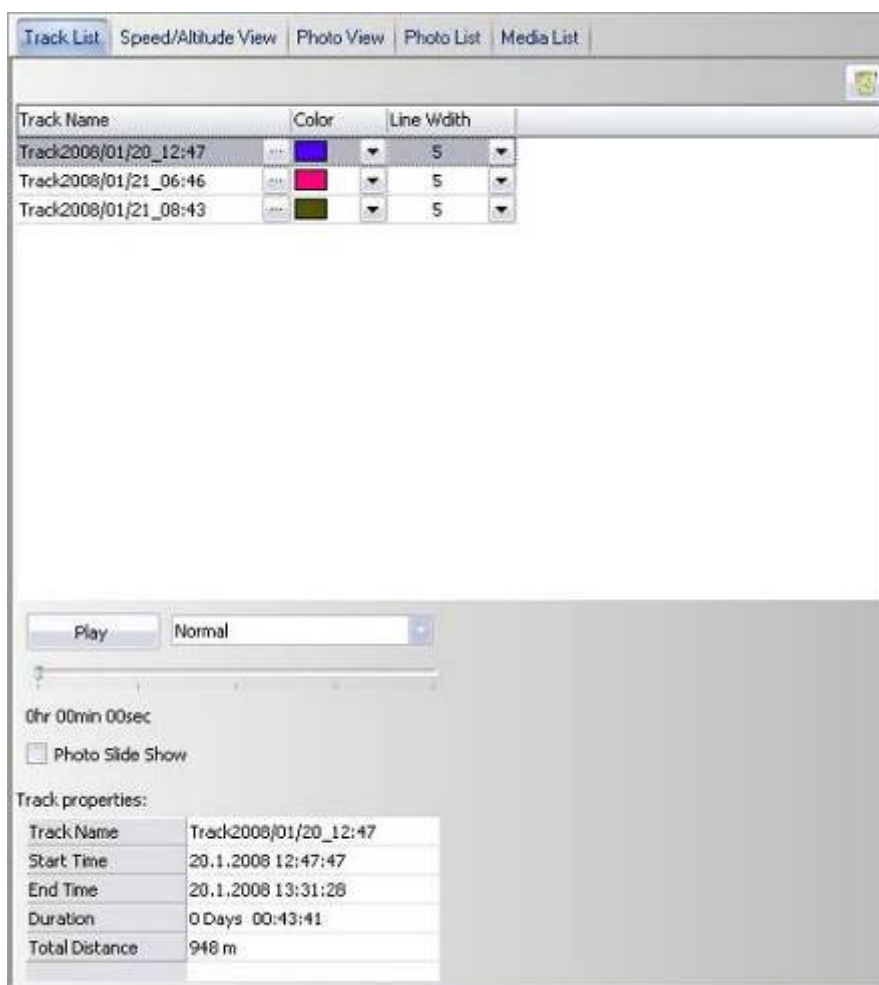 Track List Speed/Altitude View Photo View Photo List Media List
Track Name Color Line Wdith
Track2008/01/20_12:47 ... 5
Track2008/01/21_06:46 ... 5
Track2008/01/21_08:43 ... 5
Play Normal
0hr 00min 00sec
Photo Slide Show
Track properties:
Track Name Track2008/01/20_12:47
Start Time 20.1.2008 12:47:47
End Time 20.1.2008 13:31:28
Duration 0 Days 00:43:41
Total Distance 948 m